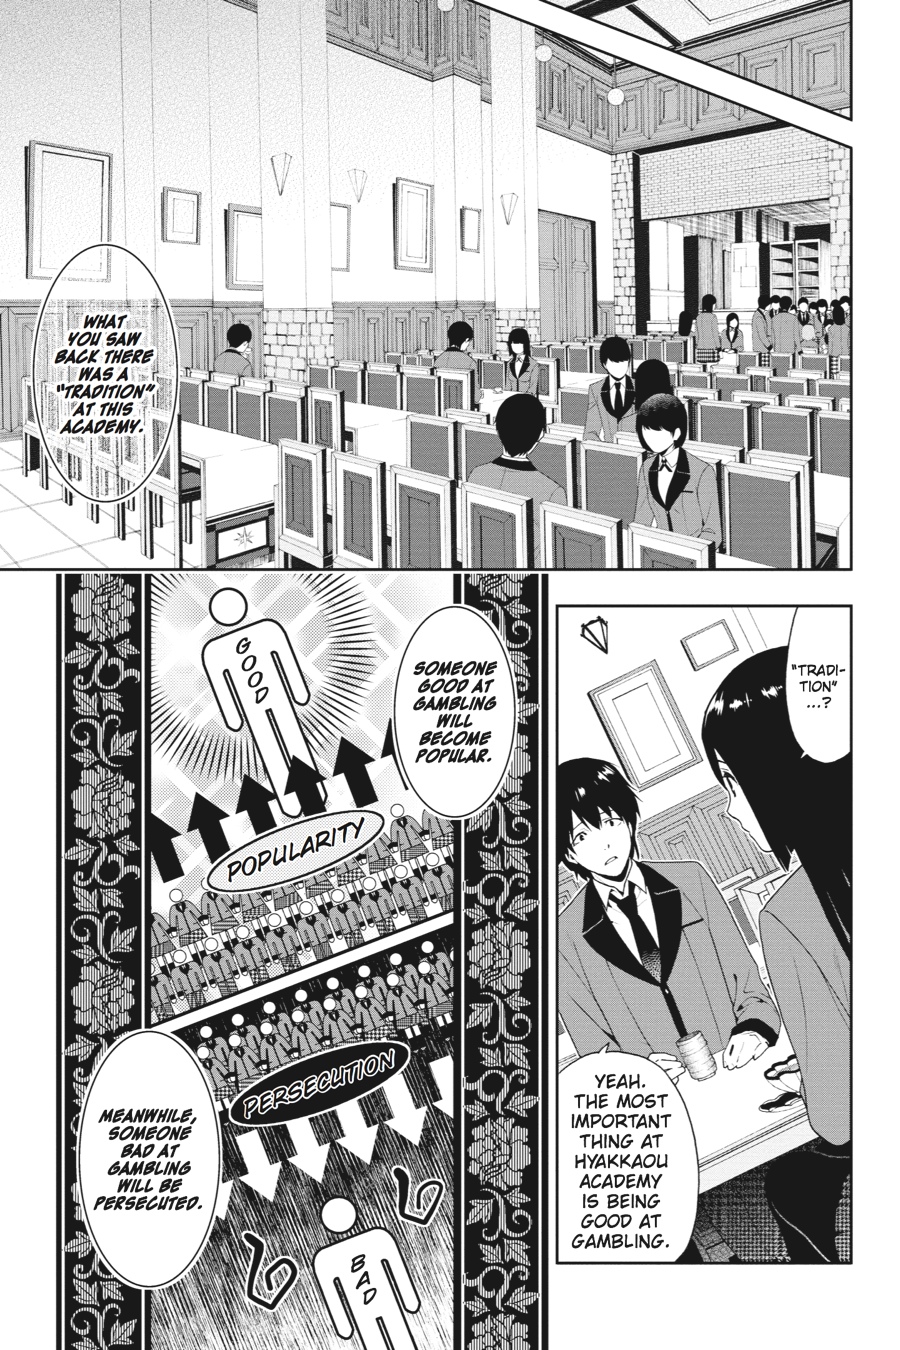 WHAT
YOU SAW
BACK THERE
WAS A
"TRADITION"
AT THIS
ACADEMY.
"TRADI-
TION"
...?
YEAH.
THE MOST
IMPORTANT
THING AT
HYAKKAOU
ACADEMY
IS BEING
GOOD AT
GAMBLING.
SOMEONE
GOOD AT
GAMBLING
WILL
BECOME
POPULAR.
GOOD
POPULARITY
PERSECUTION
MEANWHILE,
SOMEONE
BAD AT
GAMBLING
WILL BE
PERSECUTED.
BAD